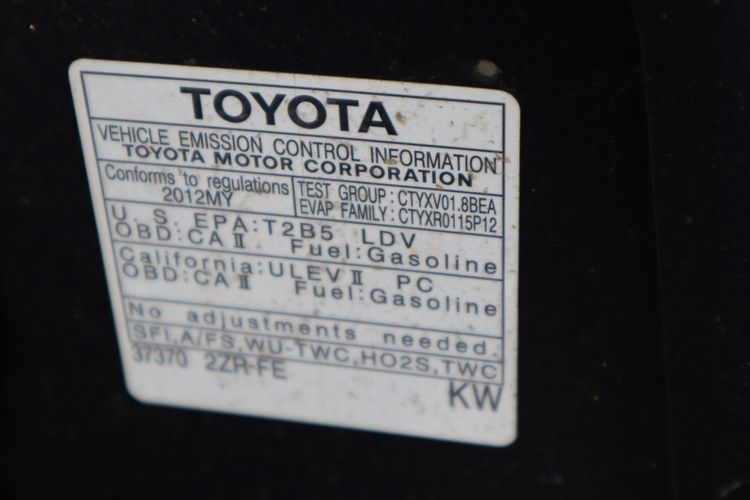 TOYOTA
VEHICLE EMISSION CONTROL INFORMATION
TOYOTA MOTOR CORPORATION
Conforms to regulations
2012MY
TEST GROUP : CTYXV01.8BEA
EVAP FAMILY : CTYXR0115P12
U. S. EPA:T2B5 LDV
OBD:CA II Fuel:Gasoline
California:ULEV II PC
OBD:CA II Fuel:Gasoline
No adjustments needed.
SFI,A/FS,WU-TWC,HO2S,TWC
37370 2ZR-FE
KW